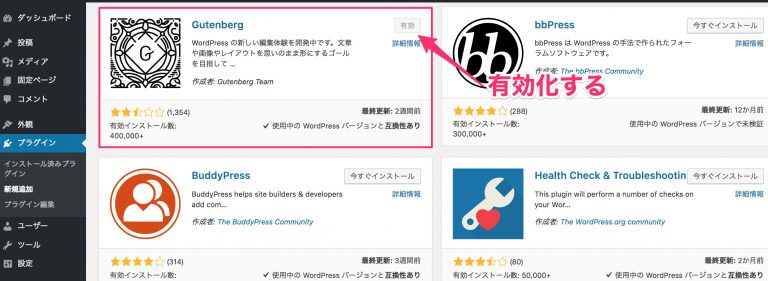 ダッシュボード
投稿
メディア
固定ページ
コメント
外観
プラグイン
インストール済みプラ
グイン
新規追加
プラグイン編集
ユーザー
ツール
設定
Gutenberg
有効
詳細情報
WordPress の新しい編集体験を開発中です。文章
や画像やレイアウトを思いのまま形にするゴール
を目指して ...
作成者: Gutenberg Team
(1,354)
最終更新: 2週間前
有効インストール数:
400,000+
使用中の WordPress バージョンと互換性あり
有効化する
bbPress
今すぐインストール
詳細情報
bbPress は WordPress の手法で作られたフォー
ラムソフトウェアです。
作成者: The bbPress Community
(288)
最終更新: 12か月前
有効インストール数:
300,000+
使用中の WordPress バージョンで未検証
BuddyPress
今すぐインストール
詳細情報
BuddyPress helps site builders & developers
add com...
作成者: The BuddyPress Community
(314)
最終更新: 3週間前
有効インストール数:
使用中の WordPress バージョンと互換性あり
Health Check & Troubleshootin
今すぐインストール
詳細情報
This plugin will perform a number of checks on
your Wor...
作成者: The WordPress.org community
(80)
最終更新: 2か月前
有効インストール数: 50,000+
使用中の WordPress バージョンと互換性あり